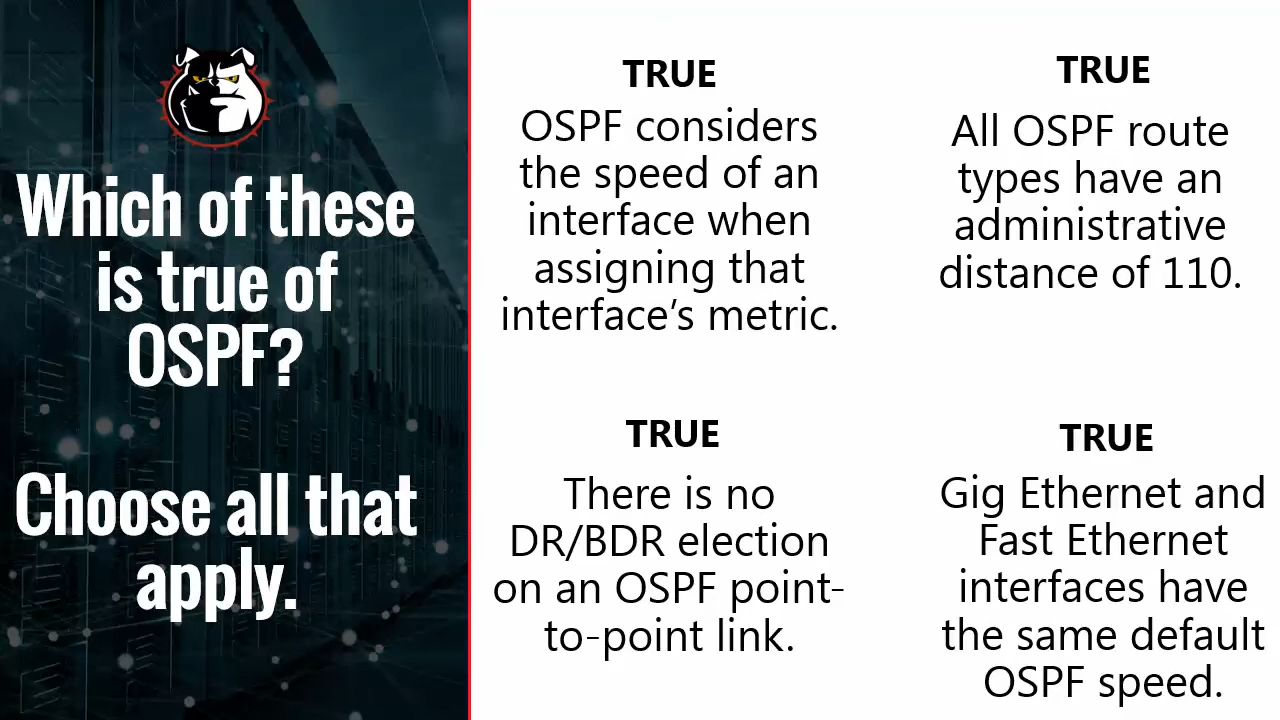 Which of these
is true of
OSPF?
Choose all that
apply.
TRUE
OSPF considers
the speed of an
interface when
assigning that
interface’s metric.
TRUE
All OSPF route
types have an
administrative
distance of 110.
TRUE
There is no
DR/BDR election
on an OSPF point-
to-point link.
TRUE
Gig Ethernet and
Fast Ethernet
interfaces have
the same default
OSPF speed.